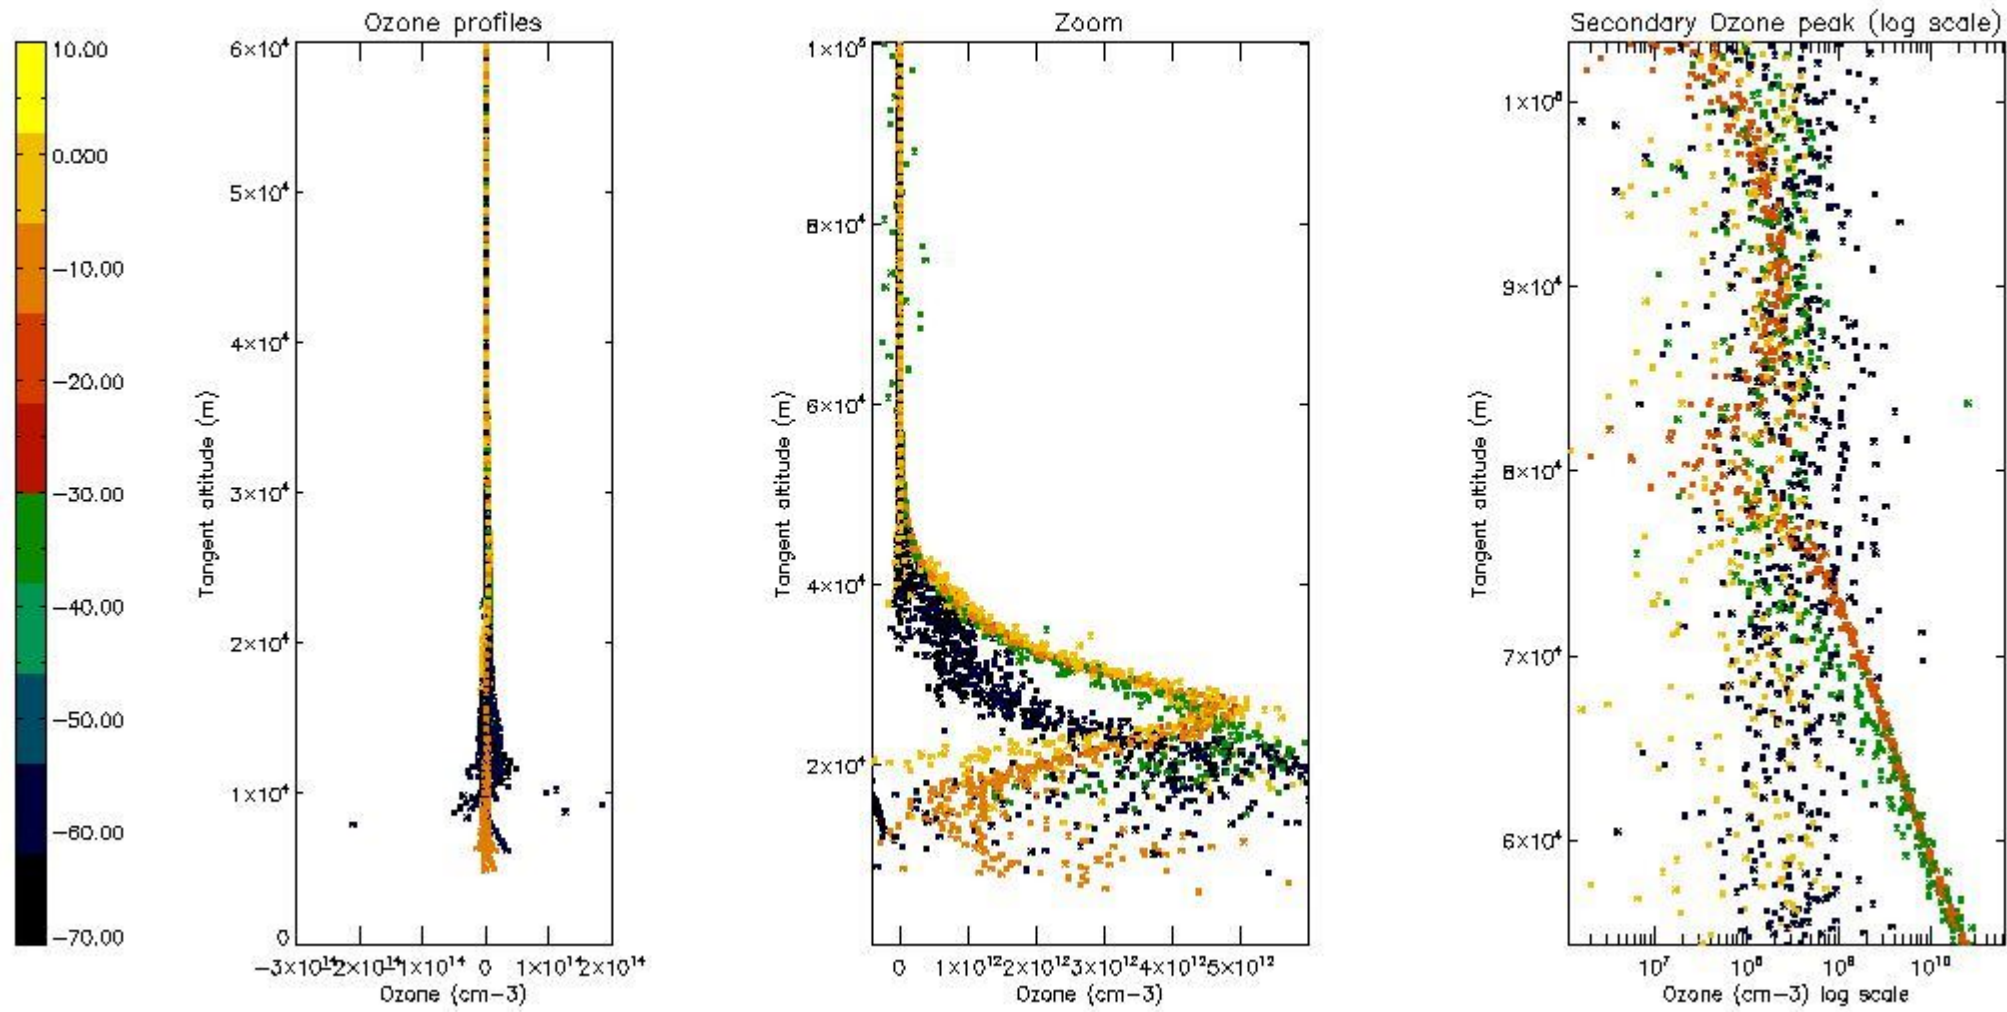 Ozone profiles
Zoom
Secondary Ozone peak (log scale)
10.00
0.000
−10.00
−20.00
−30.00
−40.00
−50.00
−60.00
−70.00
6×10⁴
5×10⁴
4×10⁴
3×10⁴
2×10⁴
1×10⁴
0
Tangent altitude (m)
−3×10¹⁴ −2×10¹⁴ −1×10¹⁴ 0 1×10¹⁴ 2×10¹⁴
Ozone (cm−3)
1×10⁵
8×10⁴
6×10⁴
4×10⁴
2×10⁴
Tangent altitude (m)
0 1×10¹² 2×10¹² 3×10¹² 4×10¹² 5×10¹²
Ozone (cm−3)
1×10⁵
9×10⁴
8×10⁴
7×10⁴
6×10⁴
Tangent altitude (m)
10⁷ 10⁸ 10⁹ 10¹⁰
Ozone (cm−3) log scale